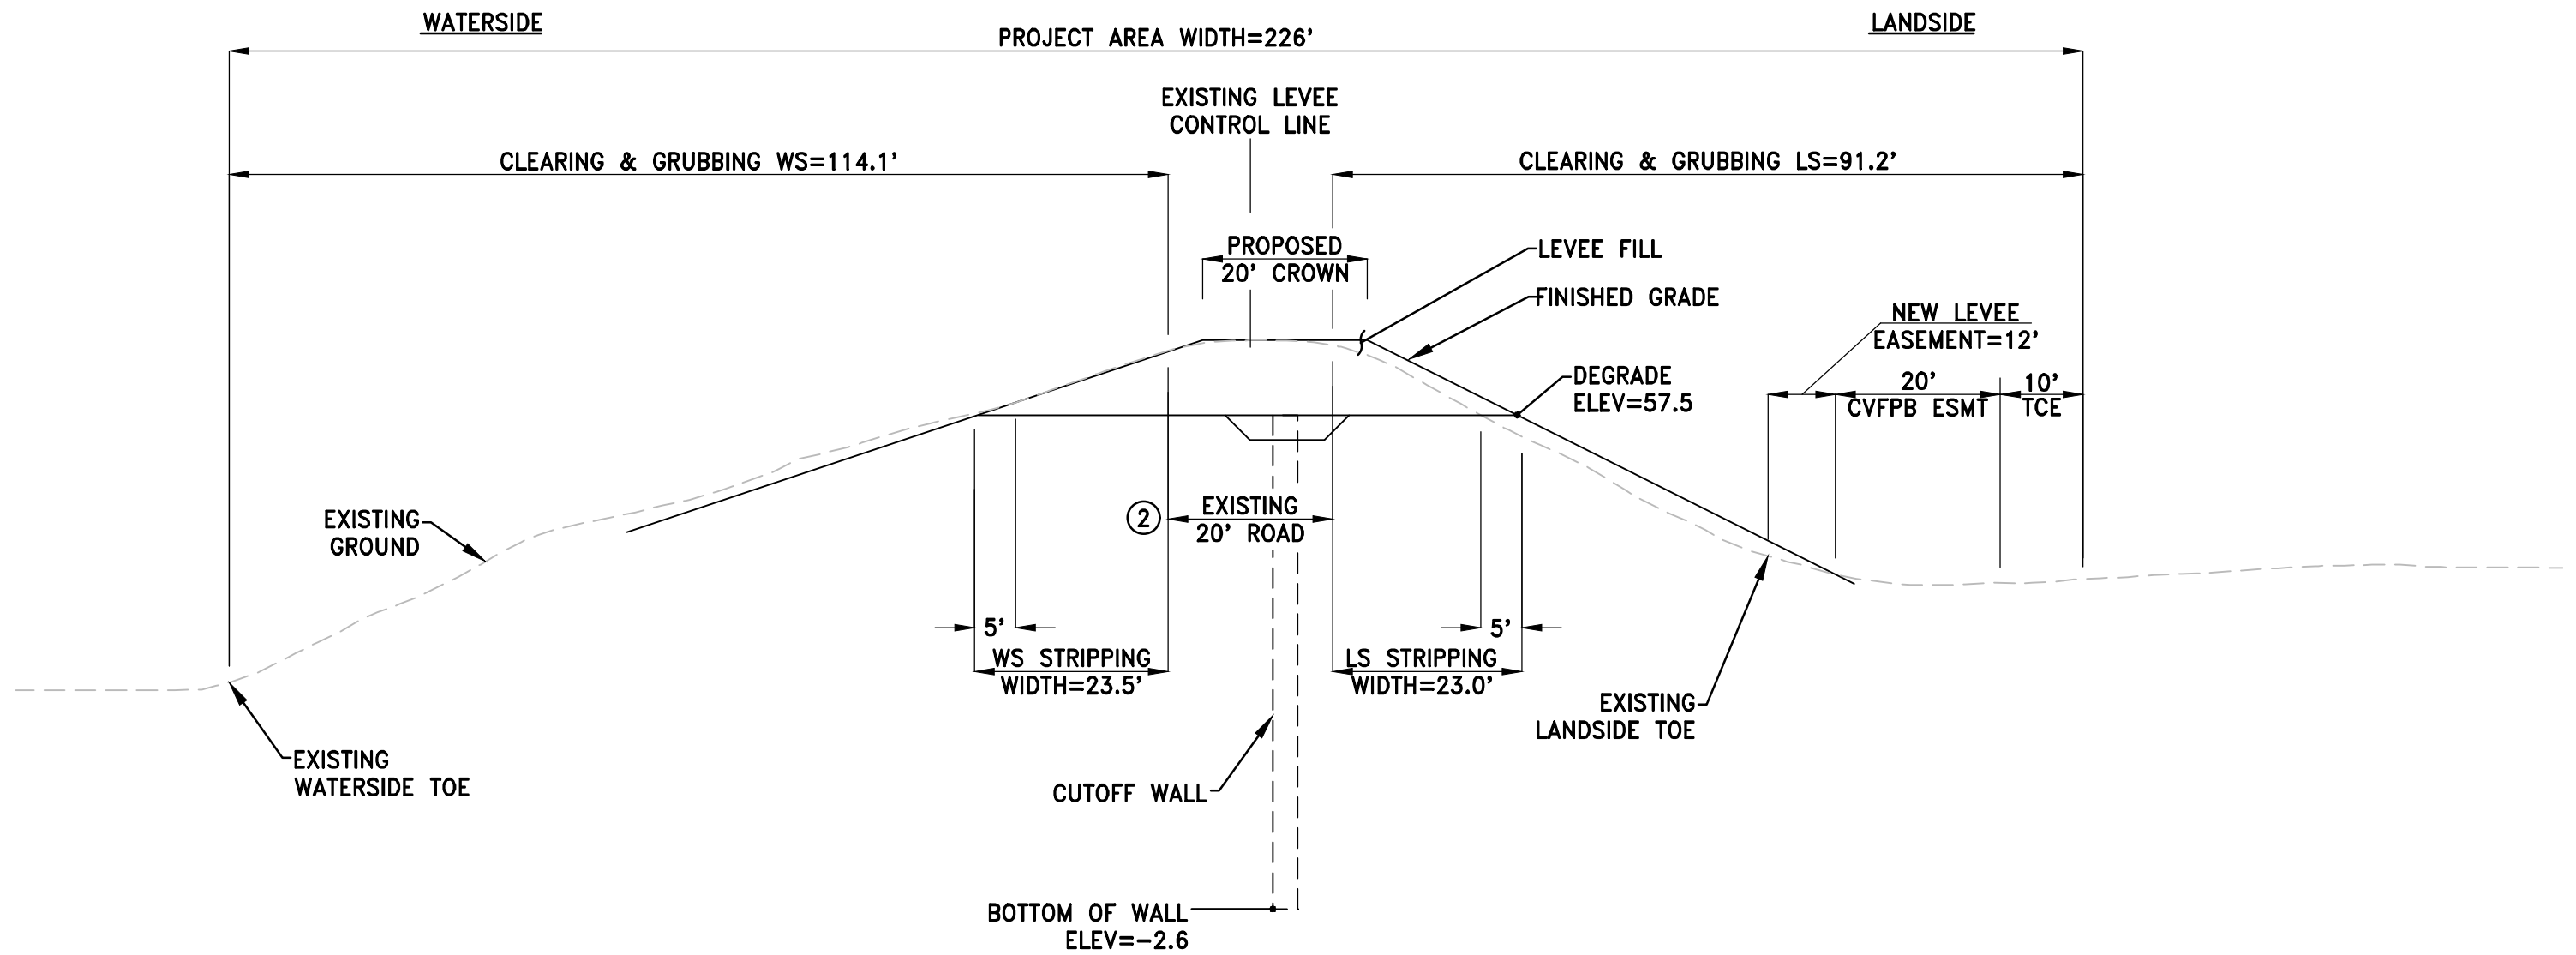 WATERSIDE
LANDSIDE
PROJECT AREA WIDTH=226'
EXISTING LEVEE
CONTROL LINE
CLEARING & GRUBBING WS=114.1'
CLEARING & GRUBBING LS=91.2'
PROPOSED
20' CROWN
LEVEE FILL
FINISHED GRADE
NEW LEVEE
EASEMENT=12'
DEGRADE
ELEV=57.5
20'
CVFPB ESMT
10'
TCE
EXISTING
GROUND
2
EXISTING
20' ROAD
5'
5'
WS STRIPPING
WIDTH=23.5'
LS STRIPPING
WIDTH=23.0'
EXISTING
LANDSIDE TOE
EXISTING
WATERSIDE TOE
CUTOFF WALL
BOTTOM OF WALL
ELEV=-2.6